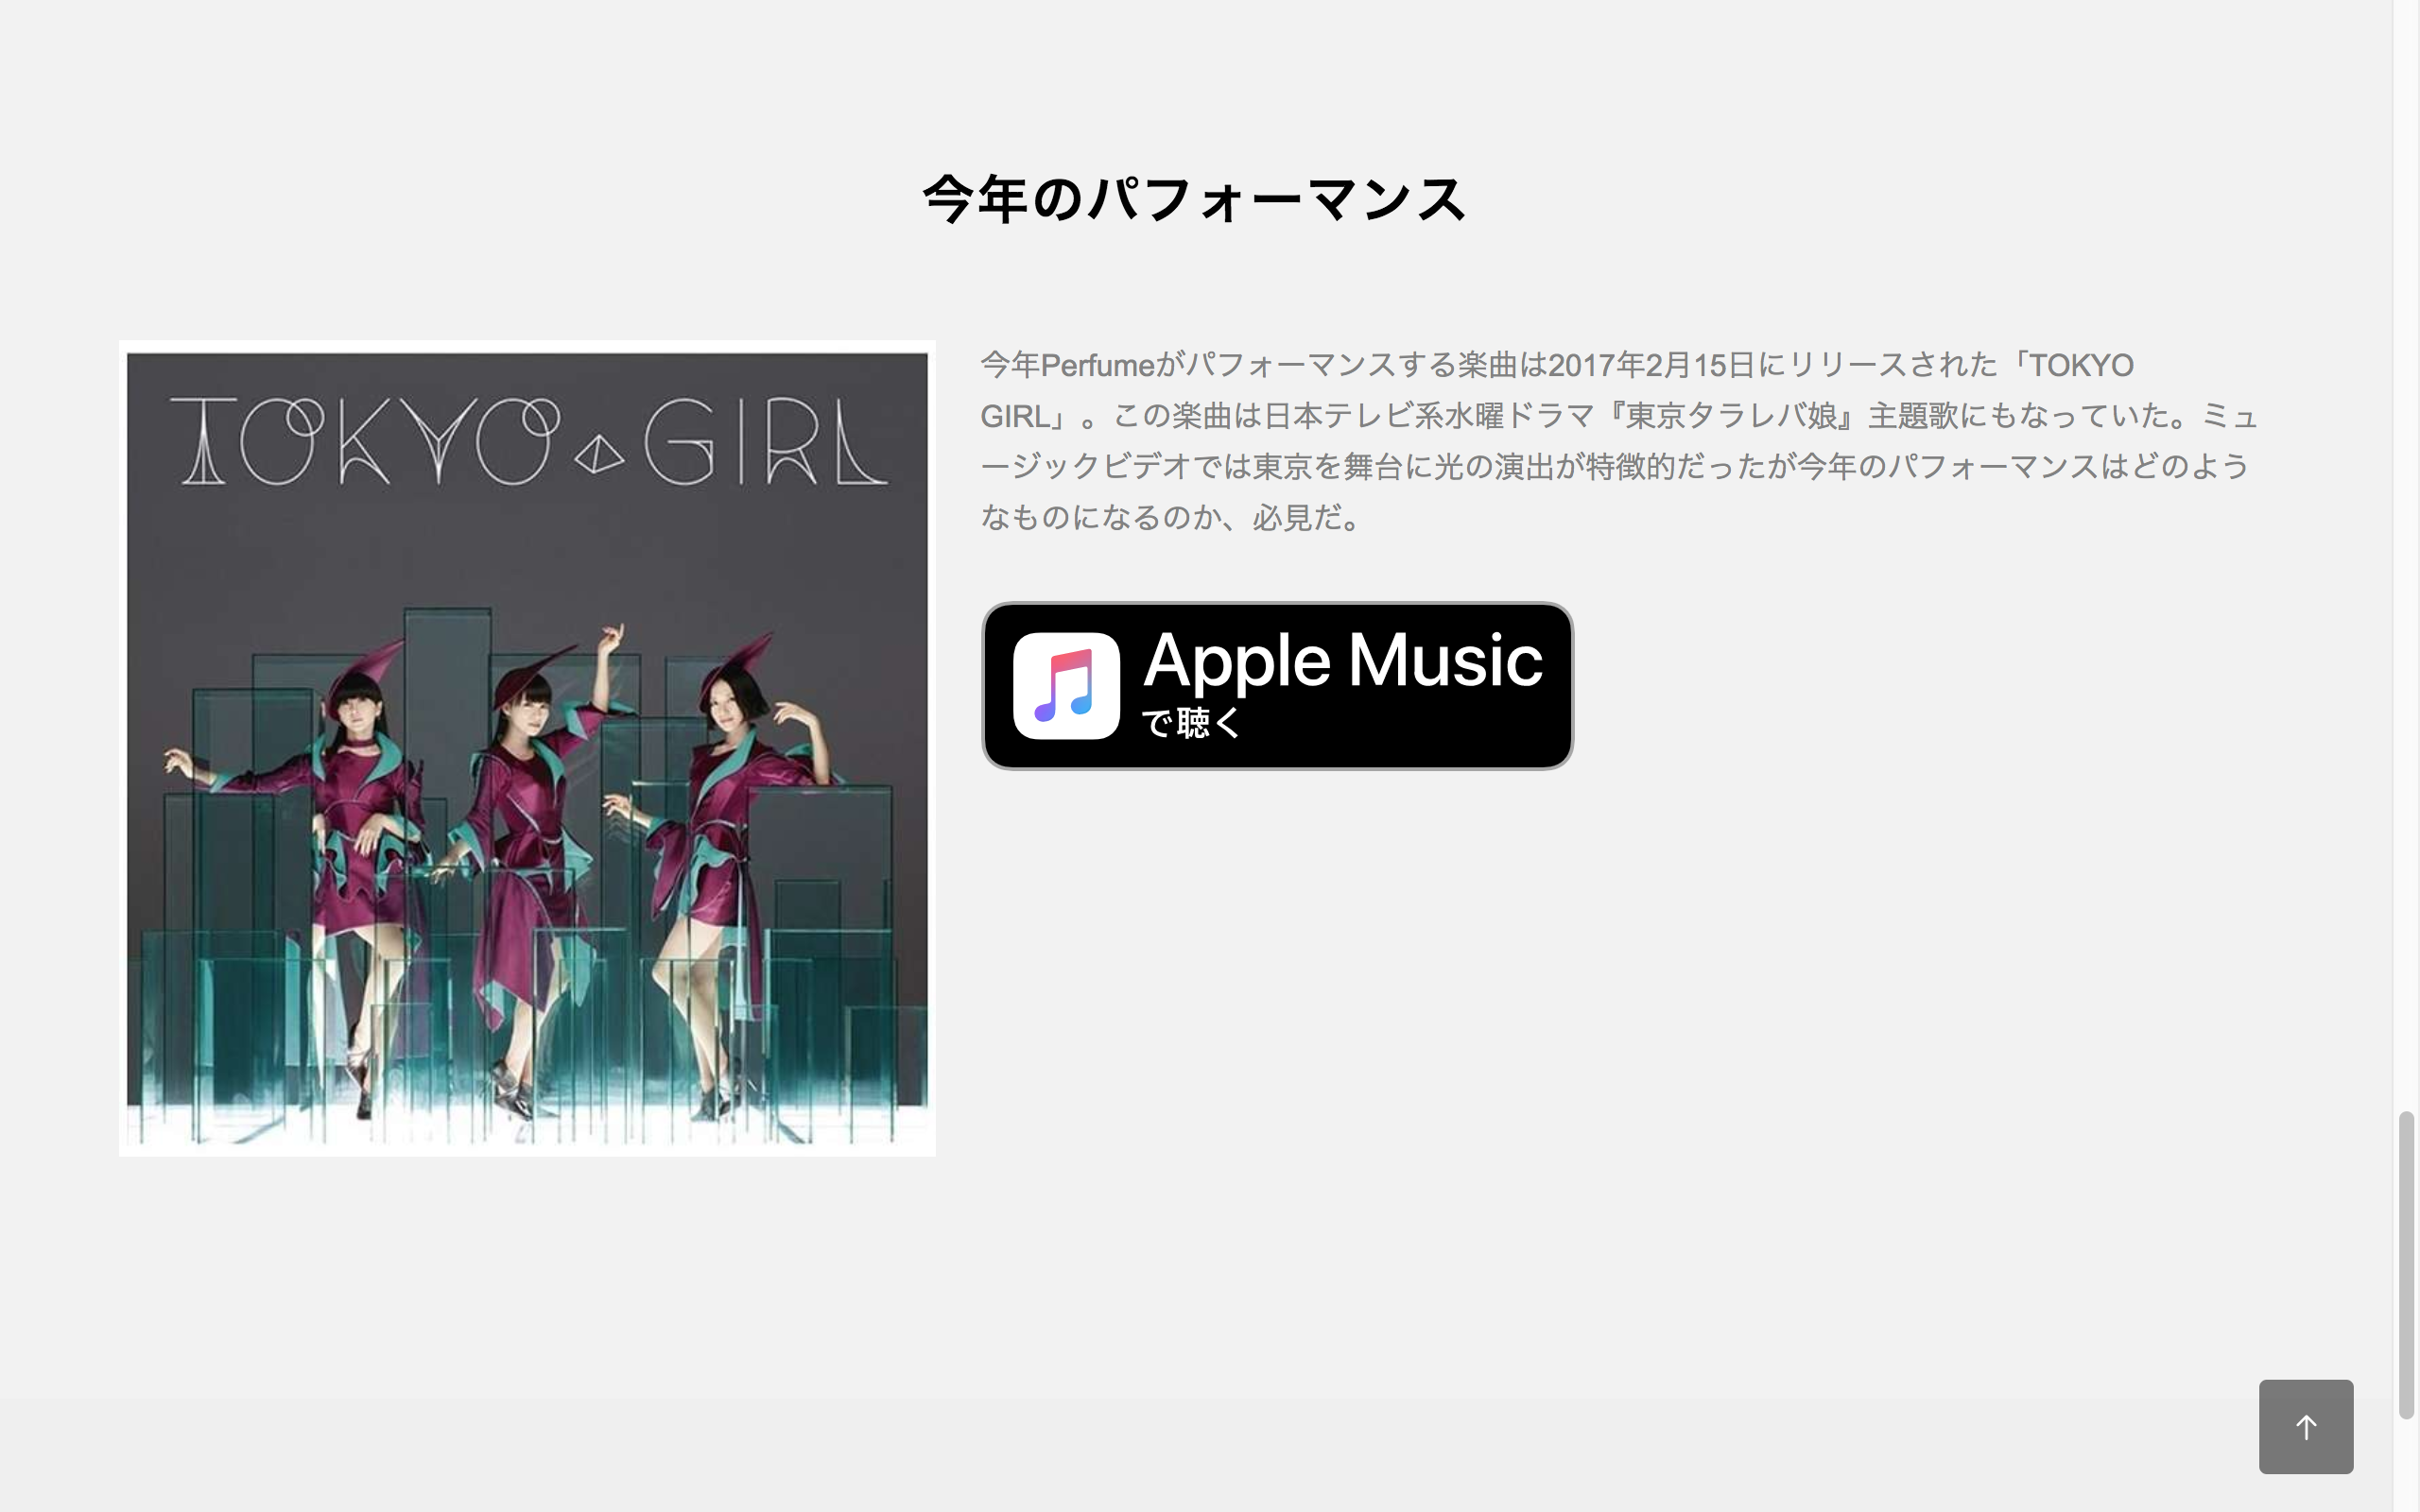 今年のパフォーマンス
TOKYO GIRL
今年Perfumeがパフォーマンスする楽曲は2017年2月15日にリリースされた「TOKYO
GIRL」。この楽曲は日本テレビ系水曜ドラマ『東京タラレバ娘』主題歌にもなっていた。ミュ
ージックビデオでは東京を舞台に光の演出が特徴的だったが今年のパフォーマンスはどのよう
なものになるのか、必見だ。
Apple Music
で聴く